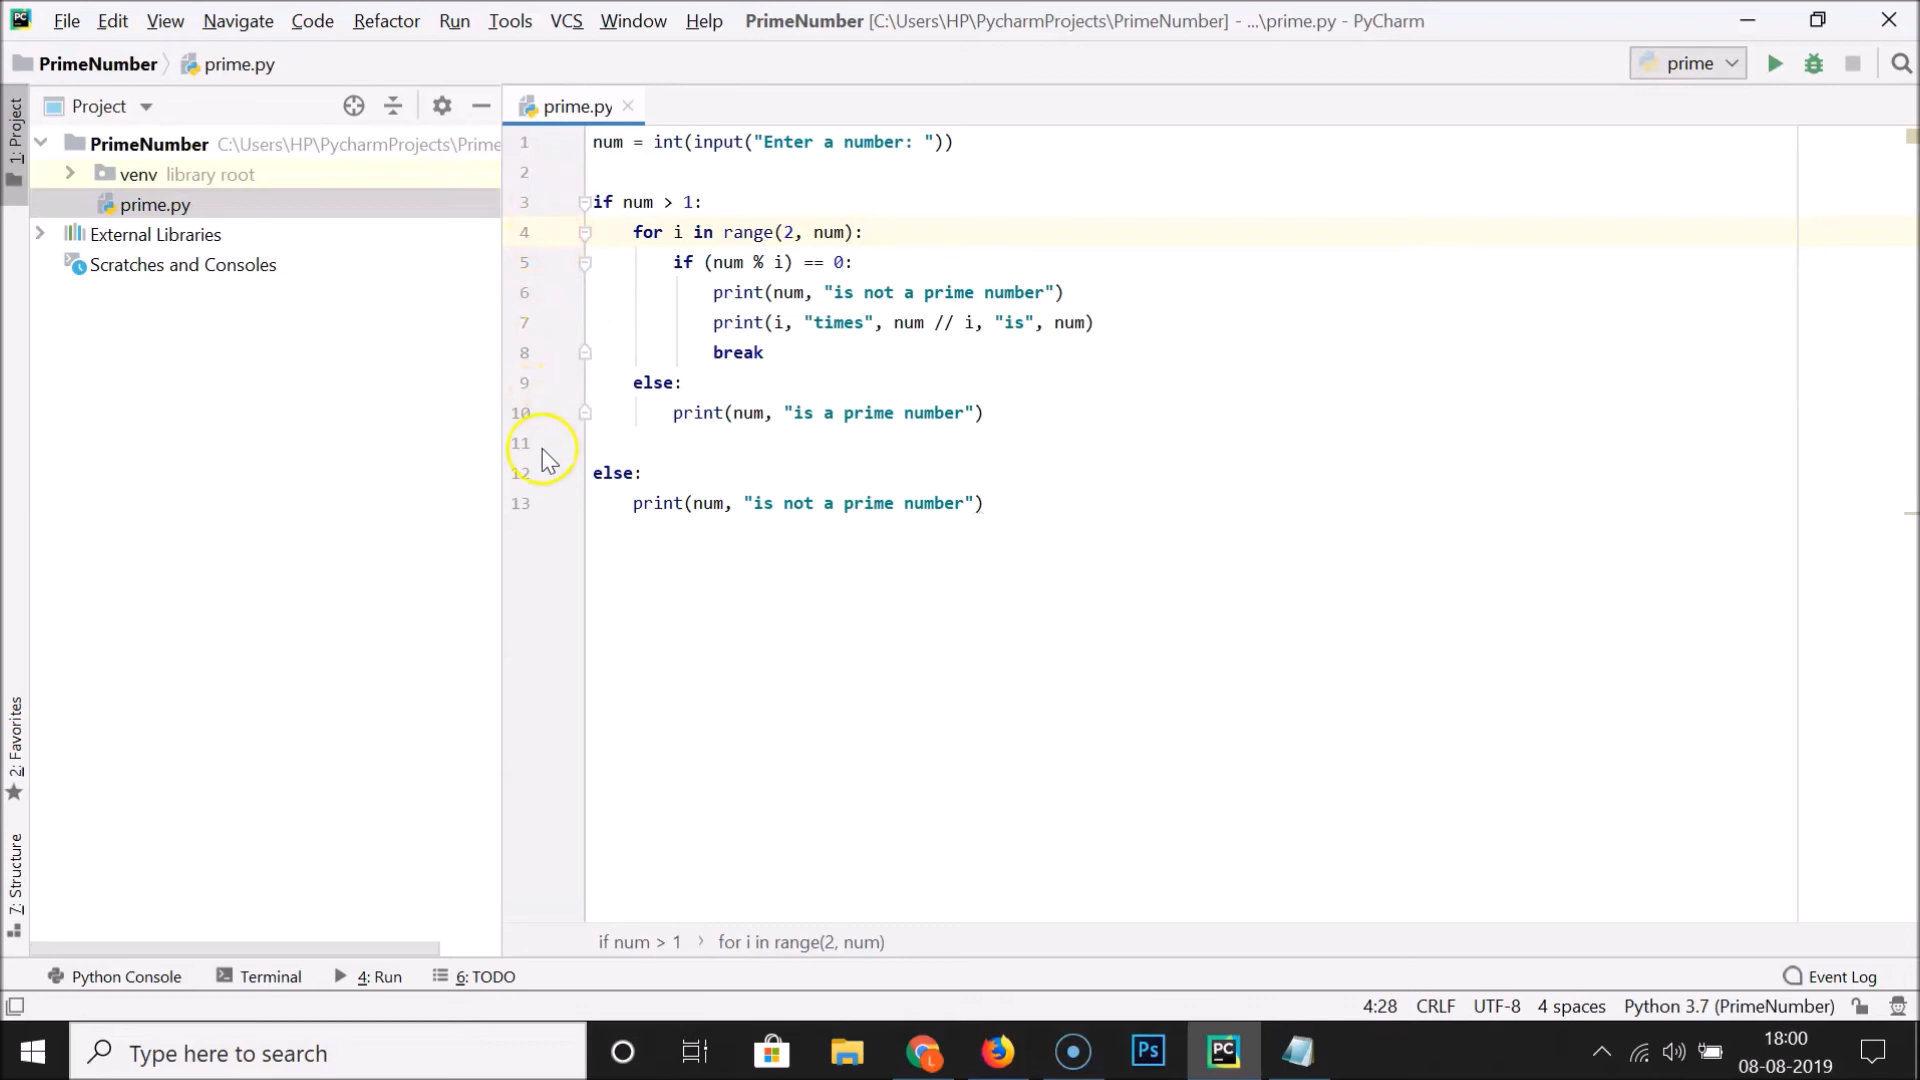 File Edit View Navigate Code Refactor Run Tools VCS Window Help PrimeNumber [C:\Users\HP\PycharmProjects\PrimeNumber] - ...\prime.py - PyCharm
PrimeNumber prime.py prime
Project prime.py
1: Project
PrimeNumber C:\Users\HP\PycharmProjects\Prime
venv library root
prime.py
External Libraries
Scratches and Consoles
1 num = int(input("Enter a number: "))
2
3 if num > 1:
4 for i in range(2, num):
5 if (num % i) == 0:
6 print(num, "is not a prime number")
7 print(i, "times", num // i, "is", num)
8 break
9 else:
10 print(num, "is a prime number")
11
12 else:
13 print(num, "is not a prime number")
2: Favorites
7: Structure
if num > 1 › for i in range(2, num)
Python Console Terminal 4: Run 6: TODO Event Log
4:28 CRLF UTF-8 4 spaces Python 3.7 (PrimeNumber)
Type here to search Ps PC 18:00
08-08-2019